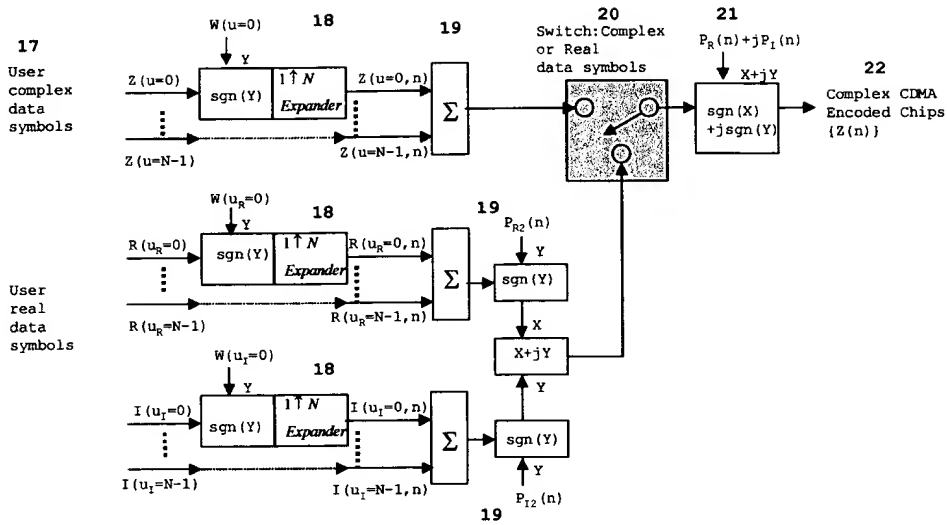 17
User
complex
data
symbols
W(u=0)
18
Y
Z(u=0)
sgn(Y)
1↑N
Expander
Z(u=0,n)
Z(u=N-1)
Z(u=N-1,n)
19
Σ
20
Switch:Complex
or Real
data symbols
21
P_R(n)+jP_I(n)
X+jY
sgn(X)
+jsgn(Y)
22
Complex CDMA
Encoded Chips
{Z(n)}
User
real
data
symbols
W(u_R=0)
18
Y
R(u_R=0)
sgn(Y)
1↑N
Expander
R(u_R=0,n)
R(u_R=N-1)
R(u_R=N-1,n)
19
Σ
P_R2(n)
Y
sgn(Y)
X
X+jY
Y
W(u_I=0)
18
Y
I(u_I=0)
sgn(Y)
1↑N
Expander
I(u_I=0,n)
I(u_I=N-1)
I(u_I=N-1,n)
Σ
sgn(Y)
Y
P_I2(n)
19